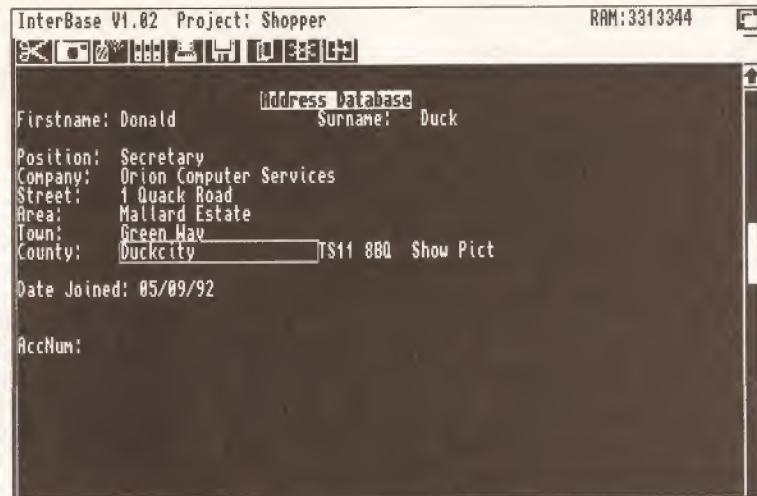 InterBase V1.02 Project: Shopper RAM:3313344
Address Database
Firstname: Donald Surname: Duck
Position: Secretary
Company: Orion Computer Services
Street: 1 Quack Road
Area: Mallard Estate
Town: Green Way
County: Duckcity TS11 8BQ Show Pict
Date Joined: 05/09/92
AccNum: